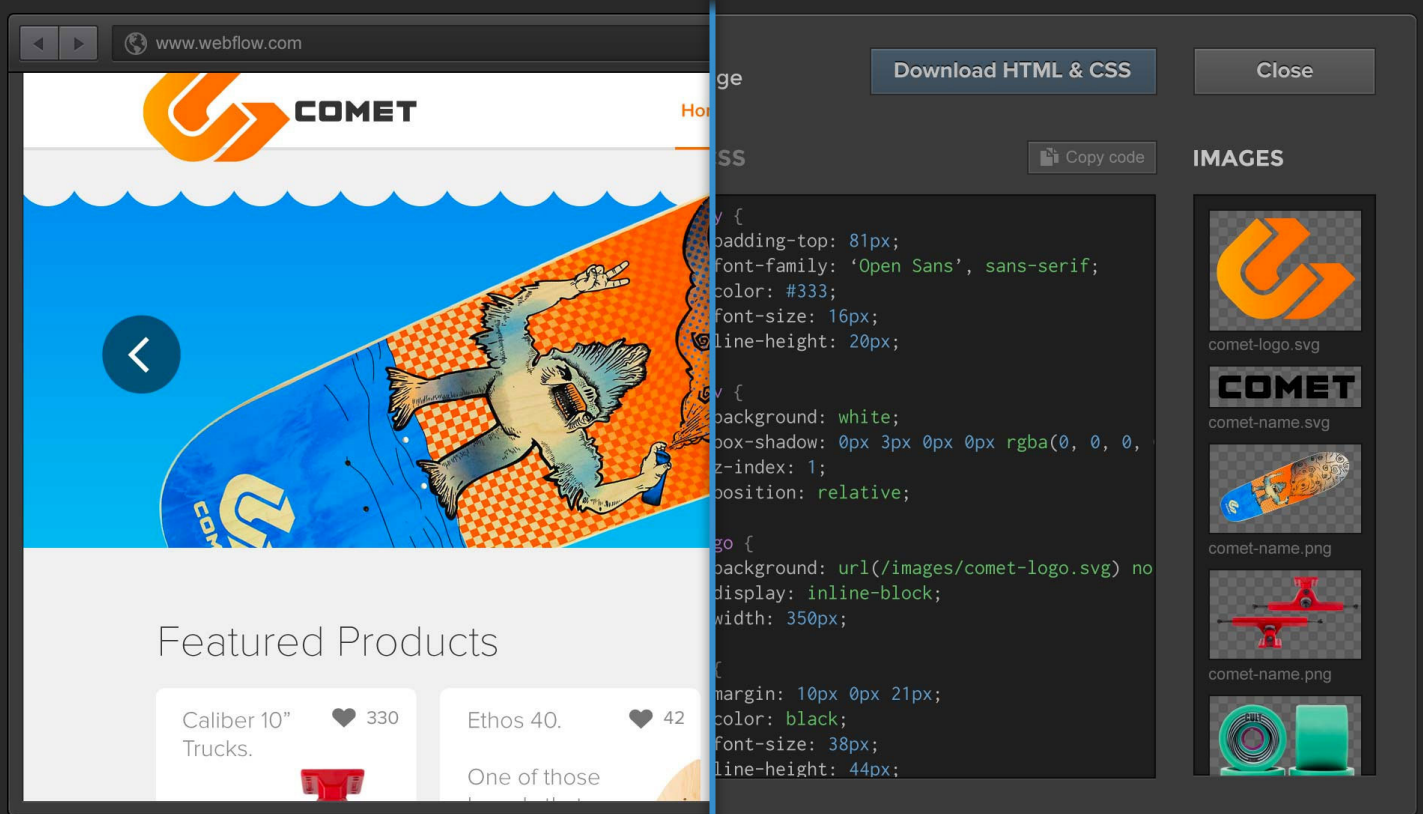 www.webflow.com
COMET
Featured Products
Caliber 10”
Trucks.
330
Ethos 40.
42
One of those
Download HTML & CSS
Close
Copy code
IMAGES
{
padding-top: 81px;
font-family: ‘Open Sans’, sans-serif;
color: #333;
font-size: 16px;
line-height: 20px;
{
background: white;
box-shadow: 0px 3px 0px 0px rgba(0, 0, 0,
z-index: 1;
position: relative;
{
background: url(/images/comet-logo.svg) no
display: inline-block;
width: 350px;
{
margin: 10px 0px 21px;
color: black;
font-size: 38px;
line-height: 44px;
comet-logo.svg
COMET
comet-name.svg
comet-name.png
comet-name.png
CULT